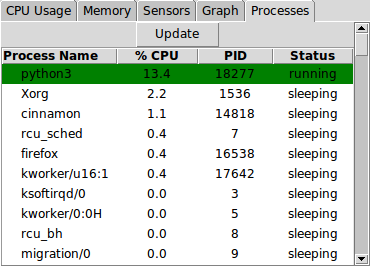 CPU Usage Memory Sensors Graph Processes
Update
Process Name % CPU PID Status
python3 13.4 18277 running
Xorg 2.2 1536 sleeping
cinnamon 1.1 14818 sleeping
rcu_sched 0.4 7 sleeping
firefox 0.4 16538 sleeping
kworker/u16:1 0.4 17642 sleeping
ksoftirqd/0 0.0 3 sleeping
kworker/0:0H 0.0 5 sleeping
rcu_bh 0.0 8 sleeping
migration/0 0.0 9 sleeping